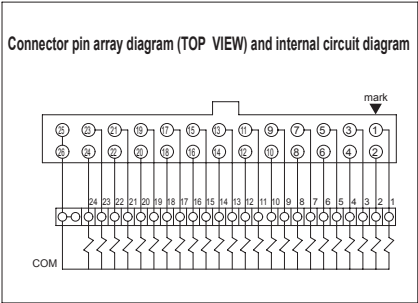 Connector pin array diagram (TOP VIEW) and internal circuit diagram
mark
25 23 21 19 17 15 13 11 9 7 5 3 1
26 24 22 20 18 16 14 12 10 8 6 4 2
24 23 22 21 20 19 18 17 16 15 14 13 12 11 10 9 8 7 6 5 4 3 2 1
COM